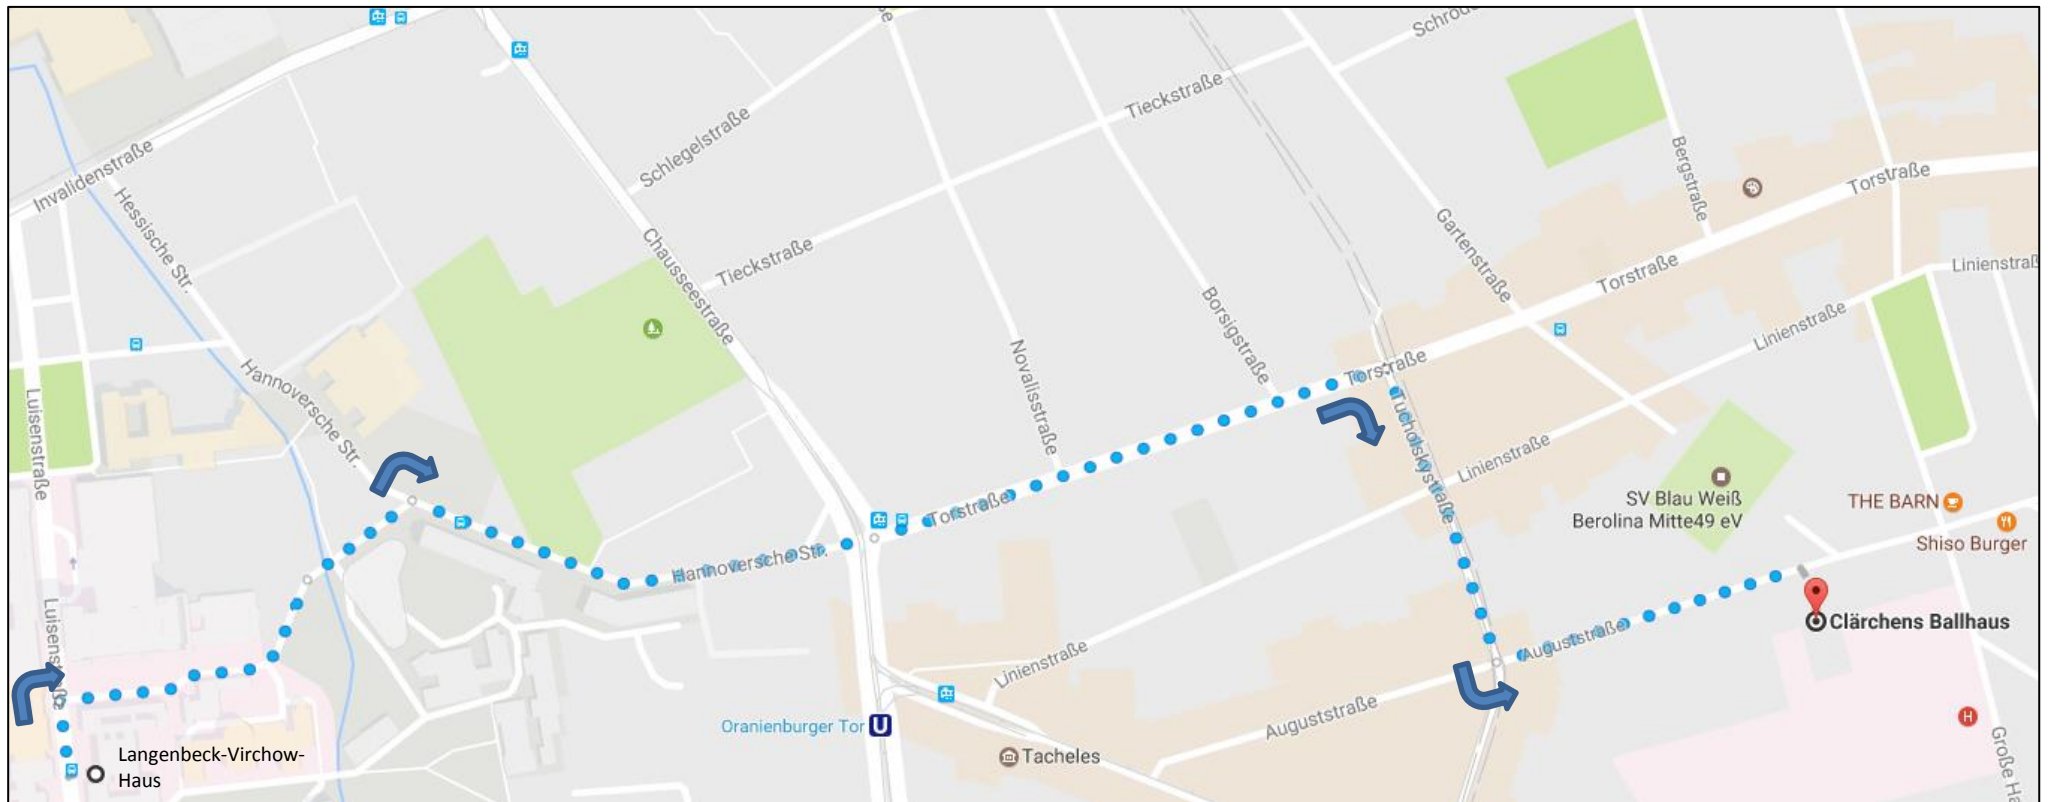 Invalidenstraße
Hessische Str.
Schlegelstraße
Tieckstraße
Tieckstraße
Chausseestraße
Novalisstraße
Borsigstraße
Gartenstraße
Bergstraße
Torstraße
Torstraße
Torstraße
Torstraße
Linienstraße
Linienstraße
Linienstraße
Luisenstraße
Hannoversche Str.
Hannoversche Str.
Tucholskystraße
SV Blau Weiß
Berolina Mitte49 eV
THE BARN
Shiso Burger
Clärchens Ballhaus
Auguststraße
Auguststraße
Luisenstraße
Oranienburger Tor
U
Tacheles
H
Langenbeck-Virchow-
Haus